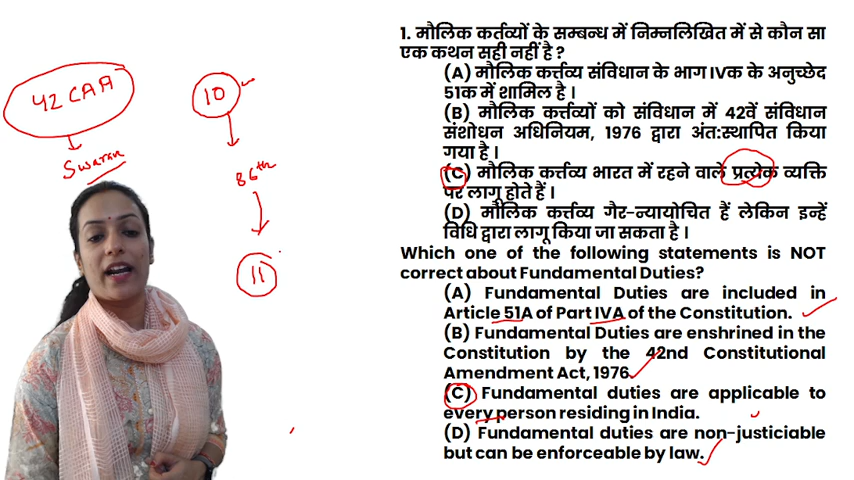 42 CAA
Swaran
10
86th
11
1. मौलिक कर्तव्यों के सम्बन्ध में निम्नलिखित में से कौन सा
एक कथन सही नहीं है ?
(A) मौलिक कर्त्तव्य संविधान के भाग IVक के अनुच्छेद
51क में शामिल है ।
(B) मौलिक कर्त्तव्यों को संविधान में 42वें संविधान
संशोधन अधिनियम, 1976 द्वारा अंत:स्थापित किया
गया है ।
(C) मौलिक कर्त्तव्य भारत में रहने वाले प्रत्येक व्यक्ति
पर लागू होते हैं ।
(D) मौलिक कर्त्तव्य गैर-न्यायोचित हैं लेकिन इन्हें
विधि द्वारा लागू किया जा सकता है ।
Which one of the following statements is NOT
correct about Fundamental Duties?
(A) Fundamental Duties are included in
Article 51A of Part IVA of the Constitution.
(B) Fundamental Duties are enshrined in the
Constitution by the 42nd Constitutional
Amendment Act, 1976.
(C) Fundamental duties are applicable to
every person residing in India.
(D) Fundamental duties are non-justiciable
but can be enforceable by law.